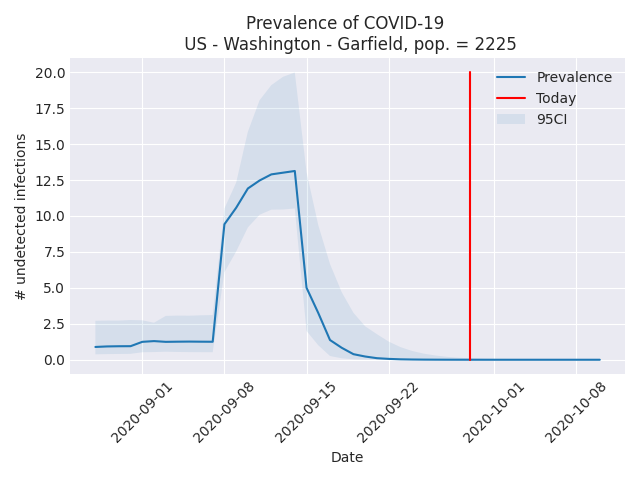 Prevalence of COVID-19
US - Washington - Garfield, pop. = 2225
Prevalence
Today
95CI
# undetected infections
20.0
17.5
15.0
12.5
10.0
7.5
5.0
2.5
0.0
2020-09-01
2020-09-08
2020-09-15
2020-09-22
2020-10-01
2020-10-08
Date